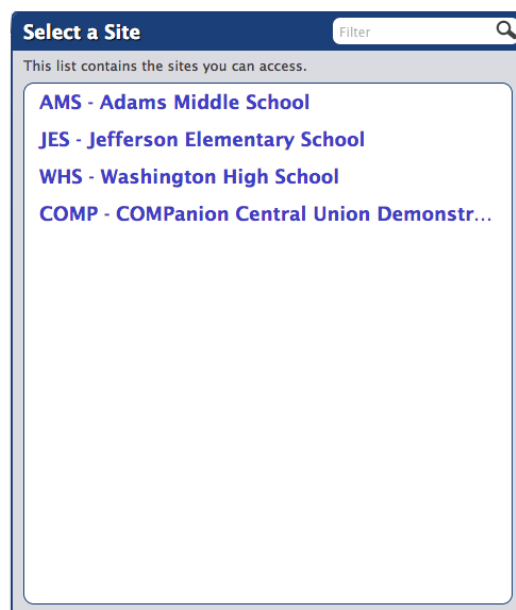 Select a Site
Filter
This list contains the sites you can access.
AMS - Adams Middle School
JES - Jefferson Elementary School
WHS - Washington High School
COMP - COMPanion Central Union Demonstr...